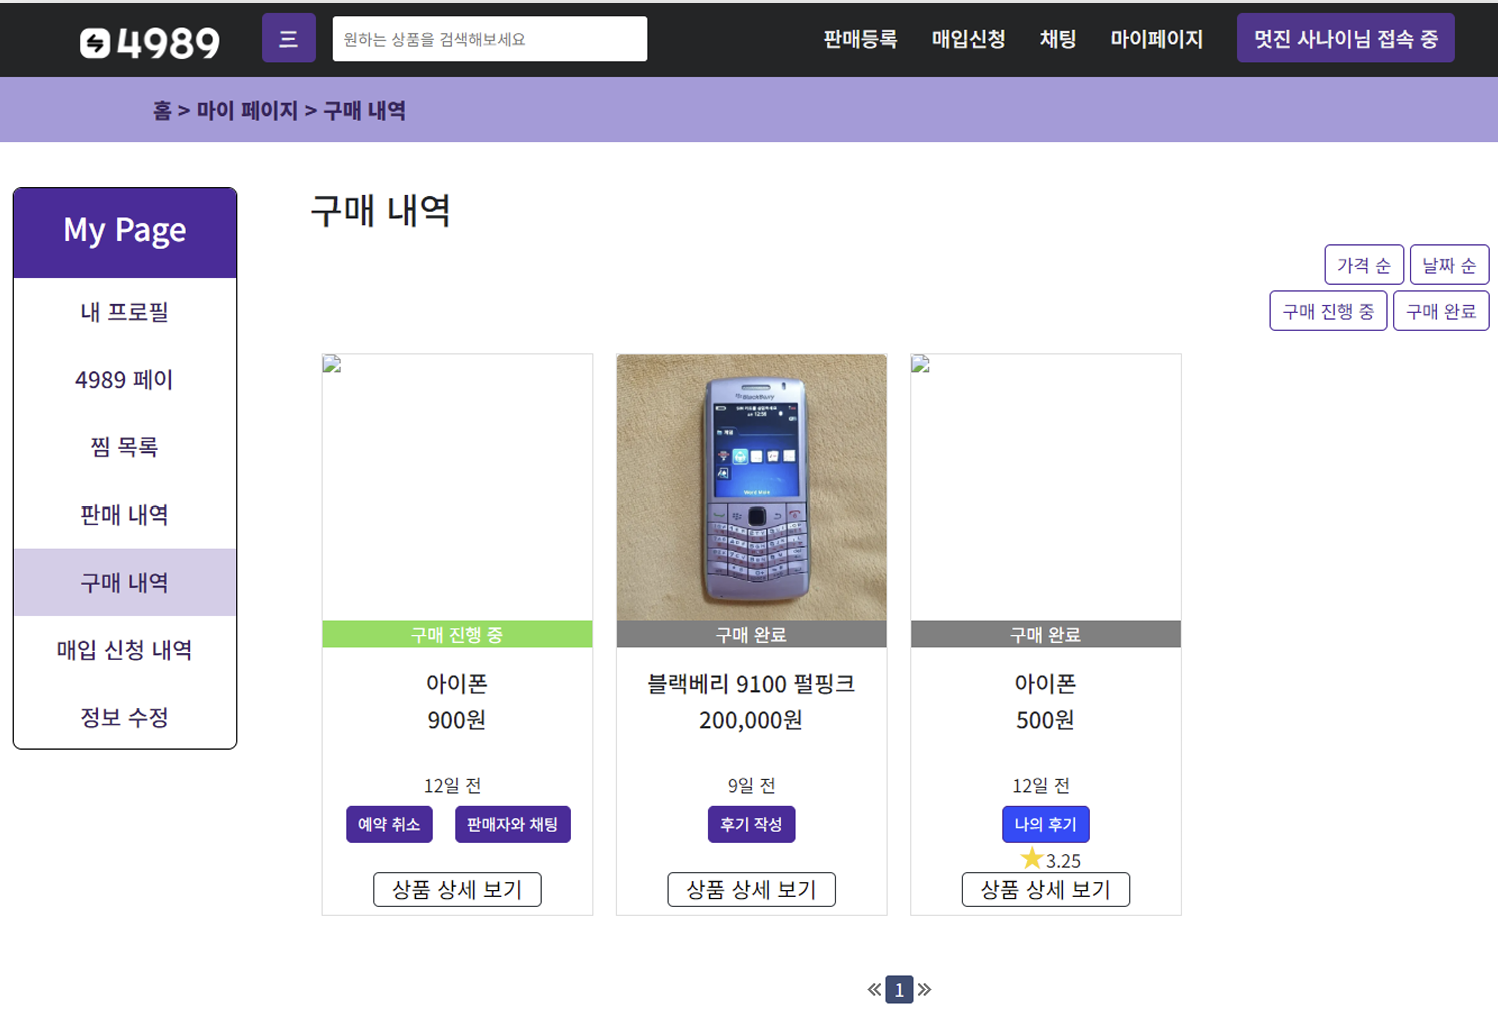 4989
三
원하는 상품을 검색해보세요
판매등록
매입신청
채팅
마이페이지
멋진 사나이님 접속 중
홈 > 마이 페이지 > 구매 내역
My Page
내 프로필
4989 페이
찜 목록
판매 내역
구매 내역
매입 신청 내역
정보 수정
구매 내역
가격 순
날짜 순
구매 진행 중
구매 완료
구매 진행 중
아이폰
900원
12일 전
예약 취소
판매자와 채팅
상품 상세 보기
BlackBerry
구매 완료
블랙베리 9100 펄핑크
200,000원
9일 전
후기 작성
상품 상세 보기
구매 완료
아이폰
500원
12일 전
나의 후기
★3.25
상품 상세 보기
« 1 »